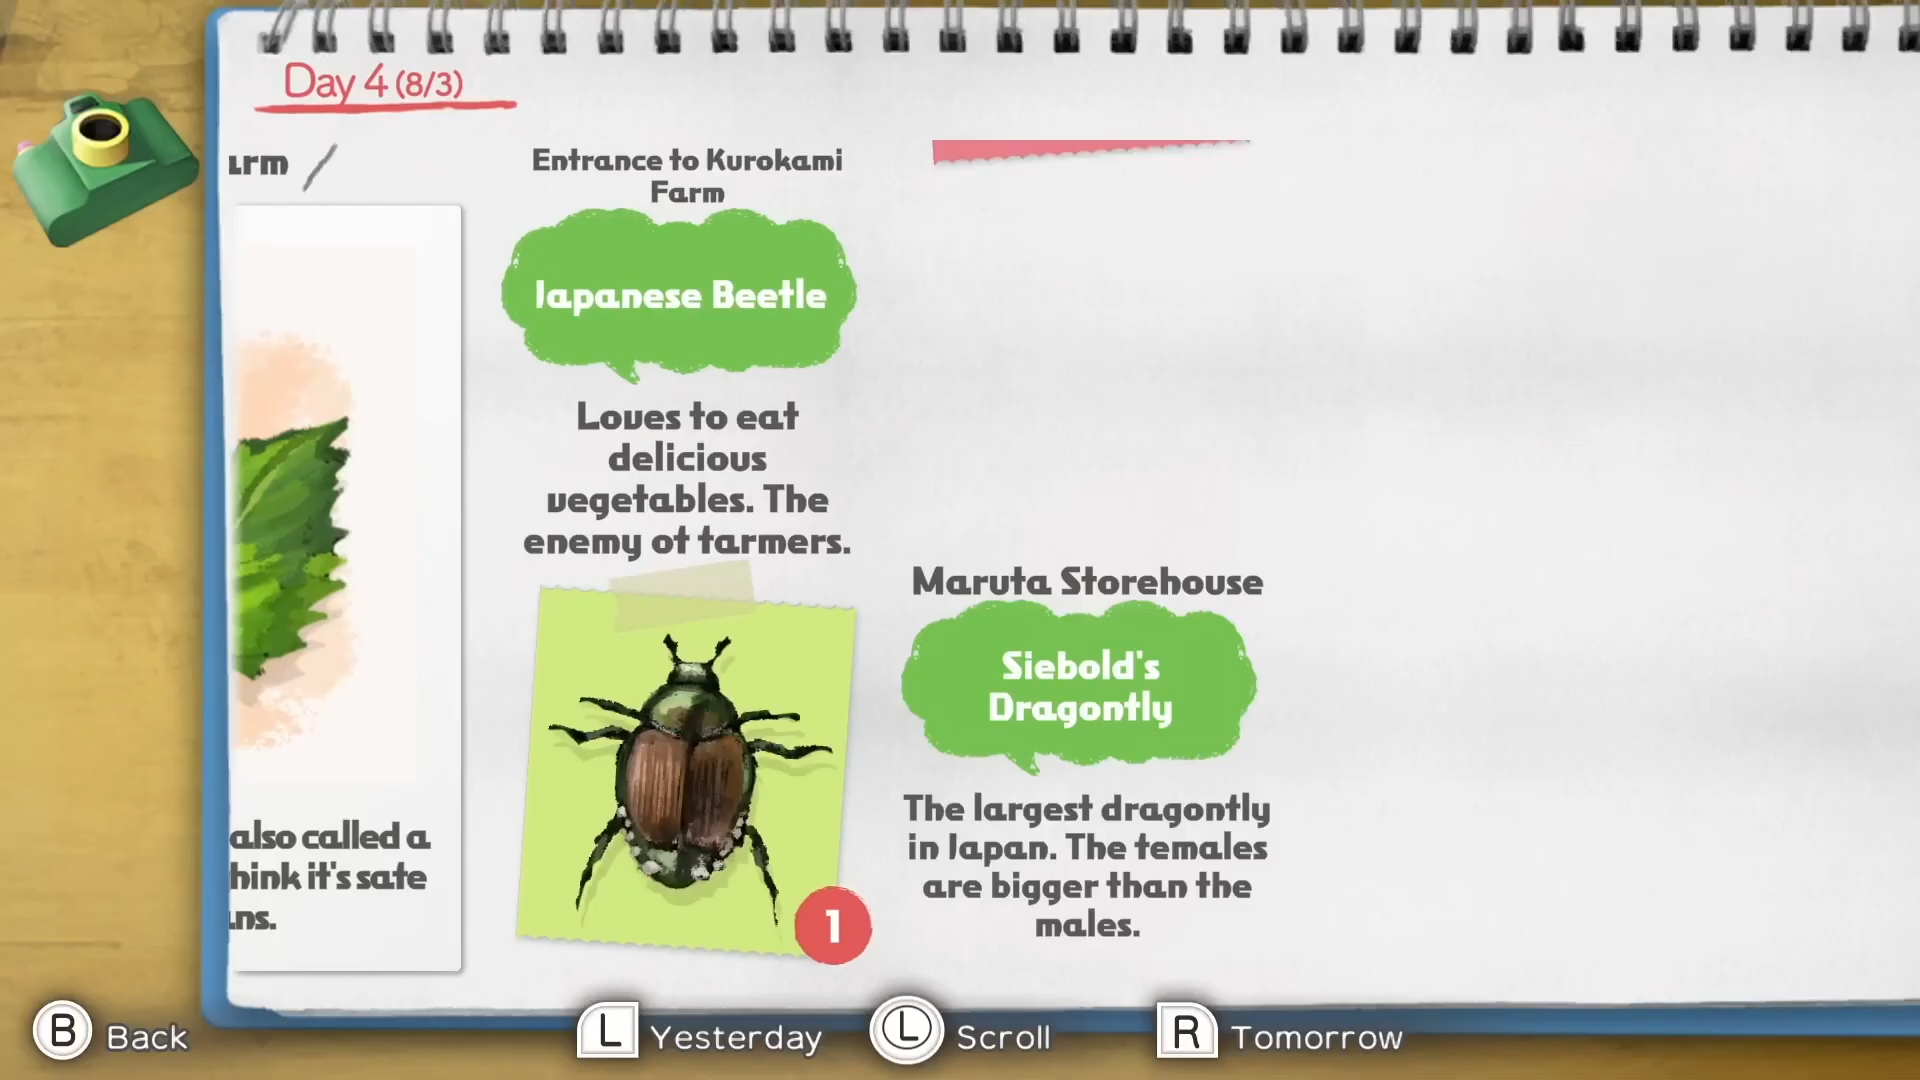 Day 4 (8/3)
arm
Entrance to Kurokami
Farm
Japanese Beetle
Loves to eat
delicious
vegetables. The
enemy of farmers.
also called a
hink it's safe
ns.
1
Maruta Storehouse
Siebold's
Dragonfly
The largest dragonfly
in Japan. The females
are bigger than the
males.
B Back
L Yesterday
L Scroll
R Tomorrow